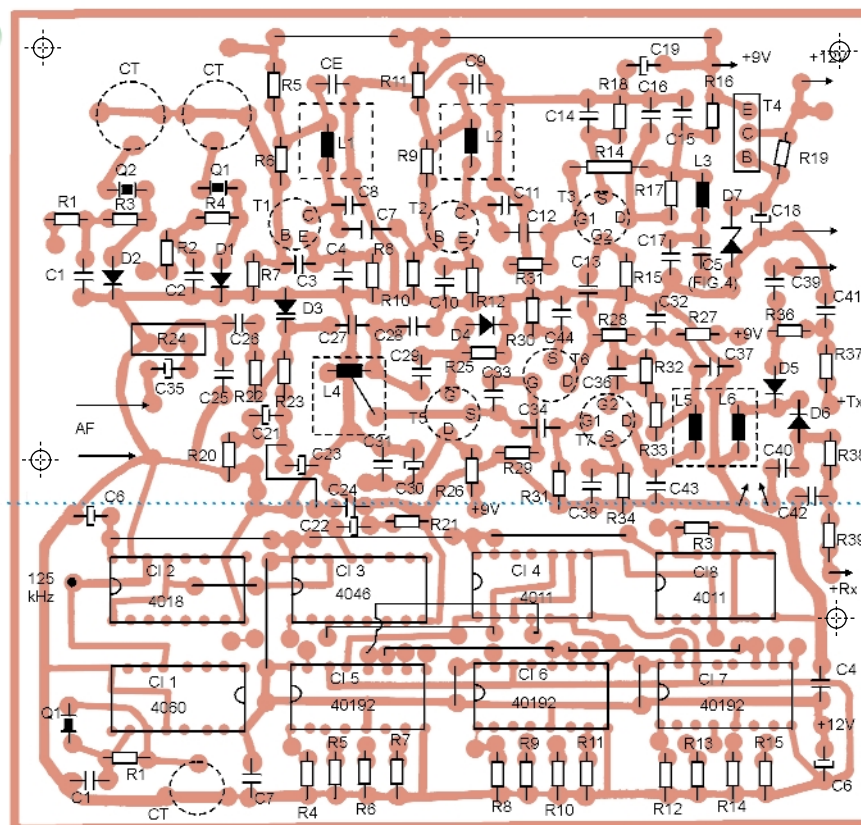 C19
+9V
+12V
CT
CT
CE
C9
R5
R11
R18
C16
R16
T4
C14
C15
E
C
B
L1
L2
R6
R9
R14
L3
R19
Q2
Q1
R17
D7
R1
R3
R4
T1
C8
C7
T2
C11
C12
T3
S
G1
D
G2
C18
C
B
E
C
B
E
R2
D2
D1
C1
C2
R7
C3
C4
R8
R10
C10
R12
R31
C13
R15
C17
C5
(FIG.4)
C39
C41
D3
R24
C26
C27
C28
D4
R30
C44
R28
C32
R27
+9V
R36
C35
C25
R22
R23
L4
C29
R25
C33
S
T6
G
D
C36
R32
C37
D5
R37
+Tx
AF
C21
T5
G
S
D
C34
G2
G1
D
S
T7
R33
L5
L6
D6
R20
C23
C31
C30
R26
R29
R31
C38
R34
C43
C40
C42
R38
C6
C24
C22
R21
+9V
R3
R39
+Rx
125
kHz
CI 2
4018
CI 3
4046
CI 4
4011
CI8
4011
CI 1
4060
CI 5
40192
CI 6
40192
CI 7
40192
C4
+12V
Q1
R1
C1
CT
C7
R4
R5
R6
R7
R8
R9
R10
R11
R12
R13
R14
R15
C6